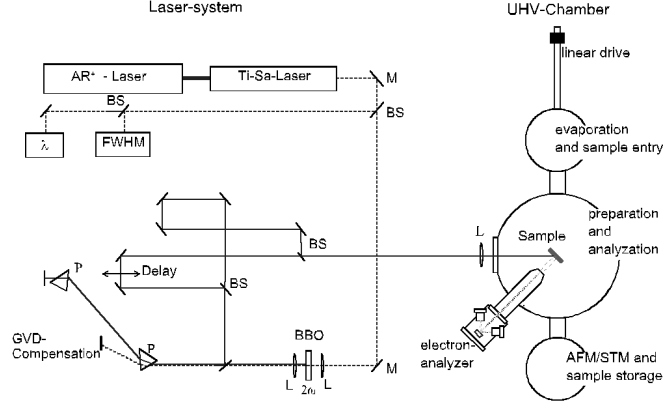 Laser-system
UHV-Chamber
linear drive
AR⁺ - Laser
Ti-Sa-Laser
M
BS
BS
λ
FWHM
evaporation
and sample entry
preparation
and
analyzation
L
Sample
BS
Delay
BS
P
GVD-
Compensation
P
BBO
L
2ω
L
M
electron-
analyzer
AFM/STM and
sample storage